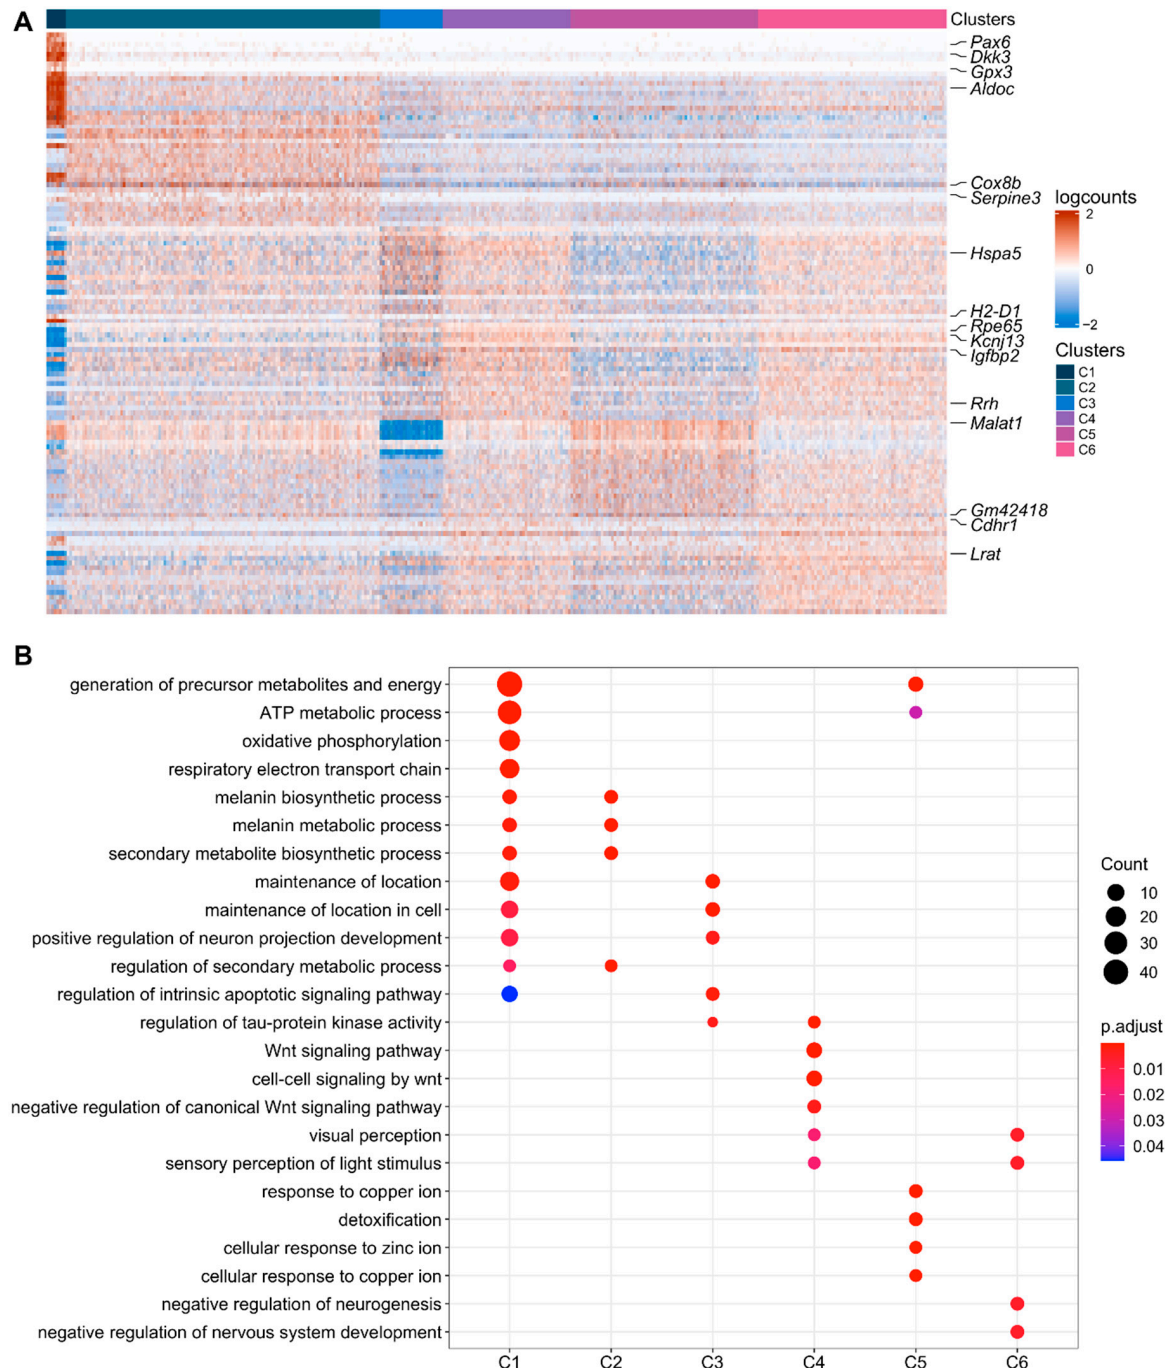 A
Clusters
Pax6
Dkk3
Gpx3
Aldoc
Cox8b
Serpine3
Hspa5
H2-D1
Rpe65
Kcnj13
Igfbp2
Rrh
Malat1
Gm42418
Cdhr1
Lrat
logcounts
2
0
−2
Clusters
C1
C2
C3
C4
C5
C6
B
generation of precursor metabolites and energy
ATP metabolic process
oxidative phosphorylation
respiratory electron transport chain
melanin biosynthetic process
melanin metabolic process
secondary metabolite biosynthetic process
maintenance of location
maintenance of location in cell
positive regulation of neuron projection development
regulation of secondary metabolic process
regulation of intrinsic apoptotic signaling pathway
regulation of tau-protein kinase activity
Wnt signaling pathway
cell-cell signaling by wnt
negative regulation of canonical Wnt signaling pathway
visual perception
sensory perception of light stimulus
response to copper ion
detoxification
cellular response to zinc ion
cellular response to copper ion
negative regulation of neurogenesis
negative regulation of nervous system development
C1 C2 C3 C4 C5 C6
Count
10
20
30
40
p.adjust
0.01
0.02
0.03
0.04